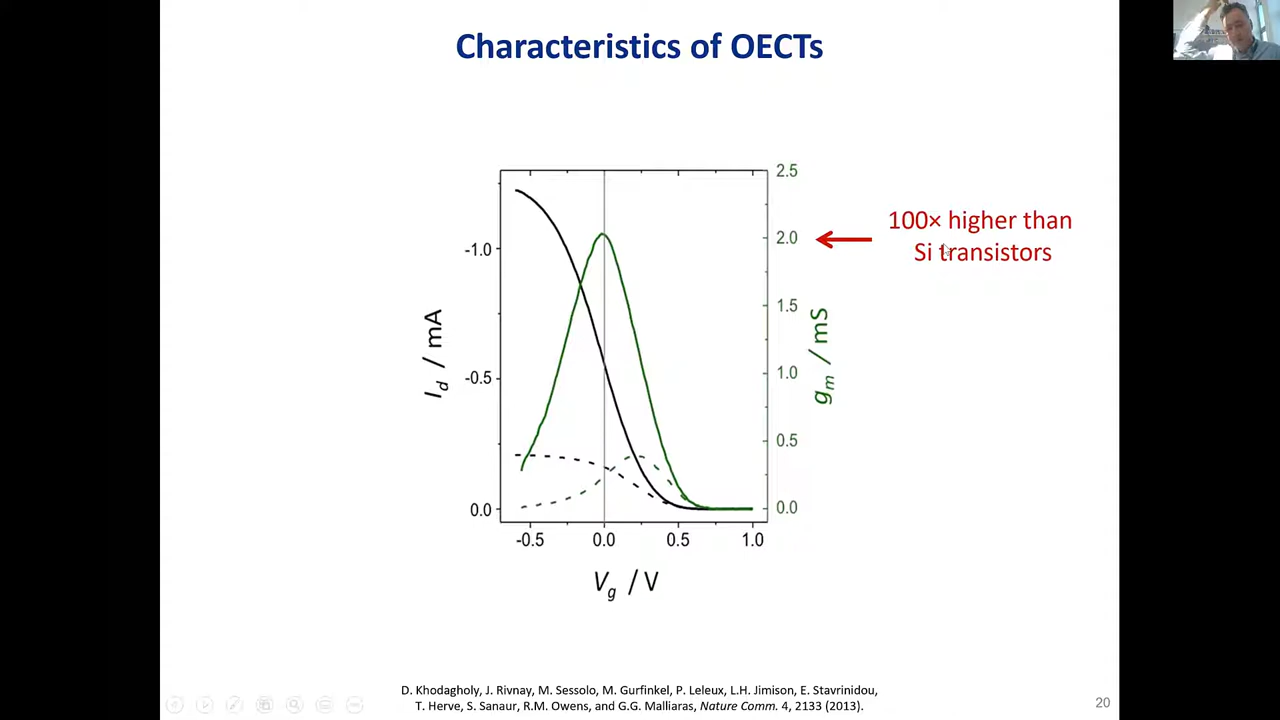 Characteristics of OECTs
2.5
2.0
1.5
1.0
0.5
0.0
-1.0
-0.5
0.0
I_d / mA
g_m / mS
-0.5 0.0 0.5 1.0
V_g / V
100× higher than
Si transistors
D. Khodagholy, J. Rivnay, M. Sessolo, M. Gurfinkel, P. Leleux, L.H. Jimison, E. Stavrinidou,
T. Herve, S. Sanaur, R.M. Owens, and G.G. Malliaras, Nature Comm. 4, 2133 (2013).
20